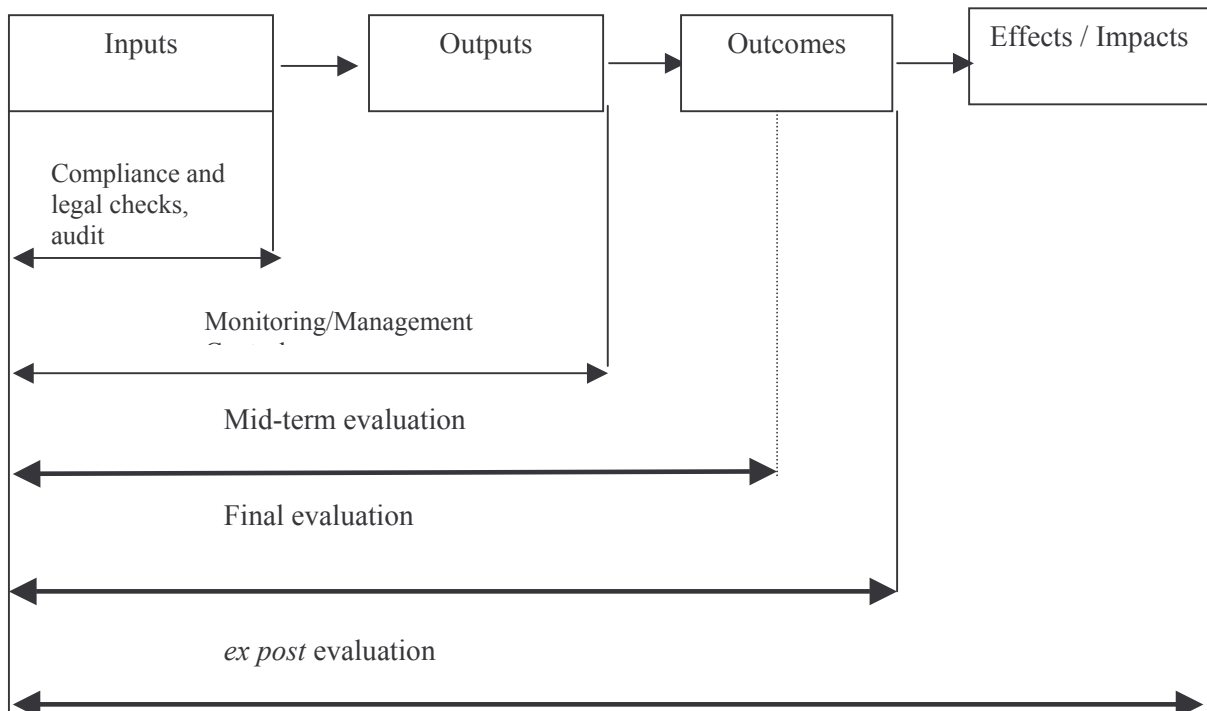 Inputs
Outputs
Outcomes
Effects / Impacts
Compliance and
legal checks,
audit
Monitoring/Management
Mid-term evaluation
Final evaluation
ex post evaluation